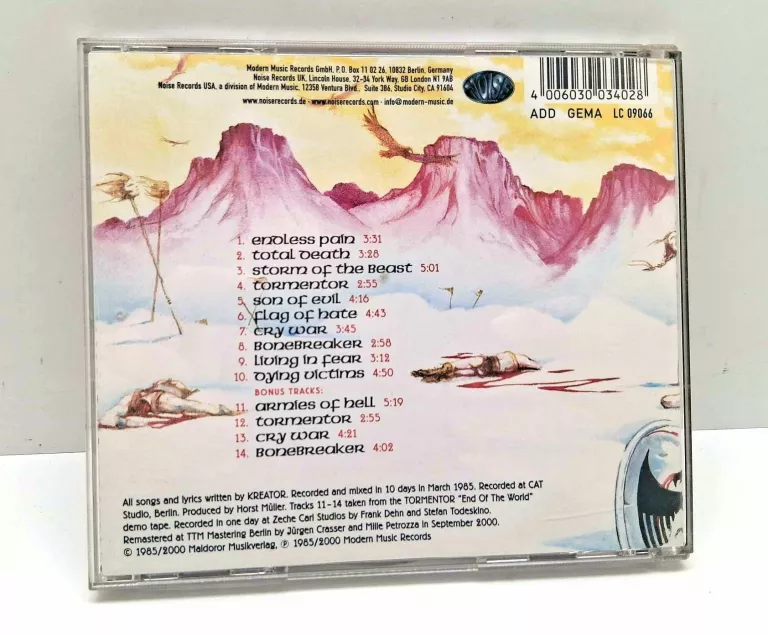 Modern Music Records GmbH, P.O. Box 11 02 26, 10832 Berlin, Germany
Noise Records UK, Lincoln House, 32-34 York Way, GB London N1 9AB
Noise Records USA, a division of Modern Music, 12358 Ventura Blvd., Suite 386, Studio City, CA 91604
www.noiserecords.de · www.noiserecords.com · info@modern-music.de
NOISE
4 006030 034028
ADD GEMA LC 09066
1. endless pain 3:31
2. total death 3:28
3. storm of the beast 5:01
4. tormentor 2:55
5. son of evil 4:16
6. flag of hate 4:43
7. cry war 3:45
8. bonebreaker 2:58
9. living in fear 3:12
10. dying victims 4:50
BONUS TRACKS:
11. armies of hell 5:19
12. tormentor 2:55
13. cry war 4:21
14. bonebreaker 4:02
All songs and lyrics written by KREATOR. Recorded and mixed in 10 days in March 1985. Recorded at CAT
Studio, Berlin. Produced by Horst Müller. Tracks 11-14 taken from the TORMENTOR "End Of The World"
demo tape. Recorded in one day at Zeche Carl Studios by Frank Dehn and Stefan Todeskino.
Remastered at TTM Mastering Berlin by Jürgen Crasser and Mille Petrozza in September 2000.
© 1985/2000 Maldoror Musikverlag, ℗ 1985/2000 Modern Music Records